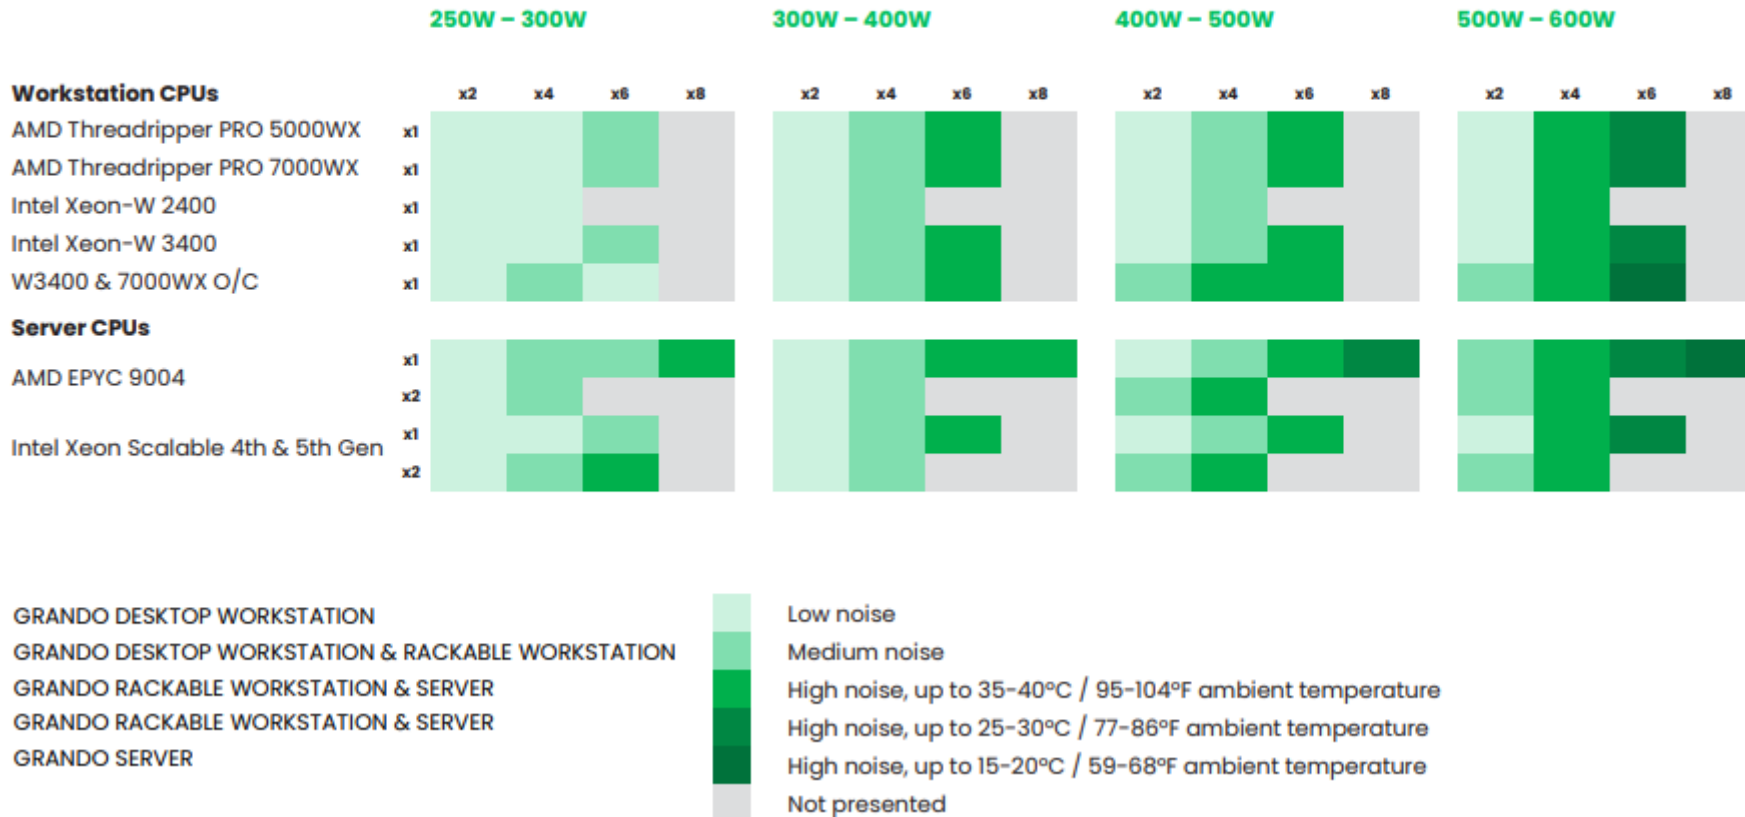 250W – 300W 300W – 400W 400W – 500W 500W – 600W
Workstation CPUs x2 x4 x6 x8 x2 x4 x6 x8 x2 x4 x6 x8 x2 x4 x6 x8
AMD Threadripper PRO 5000WX x1
AMD Threadripper PRO 7000WX x1
Intel Xeon-W 2400 x1
Intel Xeon-W 3400 x1
W3400 & 7000WX O/C x1
Server CPUs
x1
AMD EPYC 9004
x2
x1
Intel Xeon Scalable 4th & 5th Gen
x2
GRANDO DESKTOP WORKSTATION Low noise
GRANDO DESKTOP WORKSTATION & RACKABLE WORKSTATION Medium noise
GRANDO RACKABLE WORKSTATION & SERVER High noise, up to 35-40ºC / 95-104ºF ambient temperature
GRANDO RACKABLE WORKSTATION & SERVER High noise, up to 25-30ºC / 77-86ºF ambient temperature
GRANDO SERVER High noise, up to 15-20ºC / 59-68ºF ambient temperature
Not presented